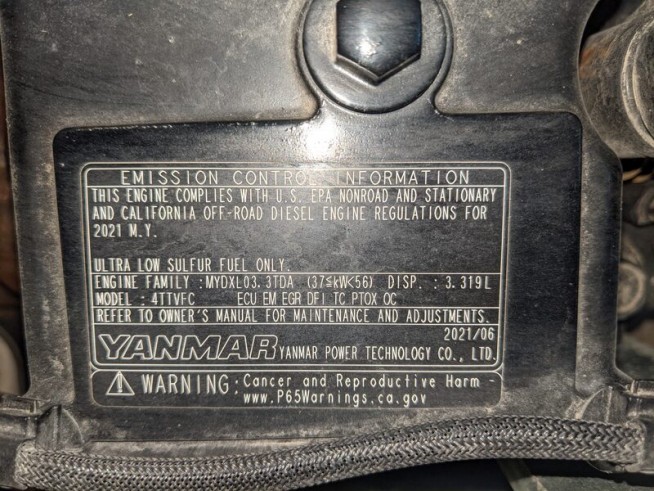 EMISSION CONTROL INFORMATION
THIS ENGINE COMPLIES WITH U.S. EPA NONROAD AND STATIONARY
AND CALIFORNIA OFF-ROAD DIESEL ENGINE REGULATIONS FOR
2021 M.Y.
ULTRA LOW SULFUR FUEL ONLY.
ENGINE FAMILY : MYDXL03.3TDA (37≦kW<56) DISP. : 3.319L
MODEL : 4TTVFC ECU EM EGR DFI TC PTOX OC
REFER TO OWNER'S MANUAL FOR MAINTENANCE AND ADJUSTMENTS.
2021/06
YANMAR YANMAR POWER TECHNOLOGY CO., LTD.
WARNING: Cancer and Reproductive Harm -
www.P65Warnings.ca.gov